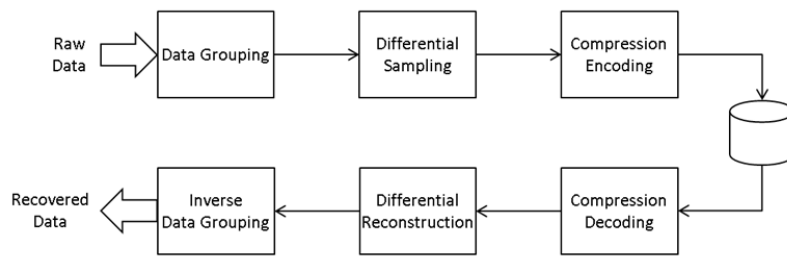 Raw
Data
Data Grouping
Differential
Sampling
Compression
Encoding
Recovered
Data
Inverse
Data Grouping
Differential
Reconstruction
Compression
Decoding